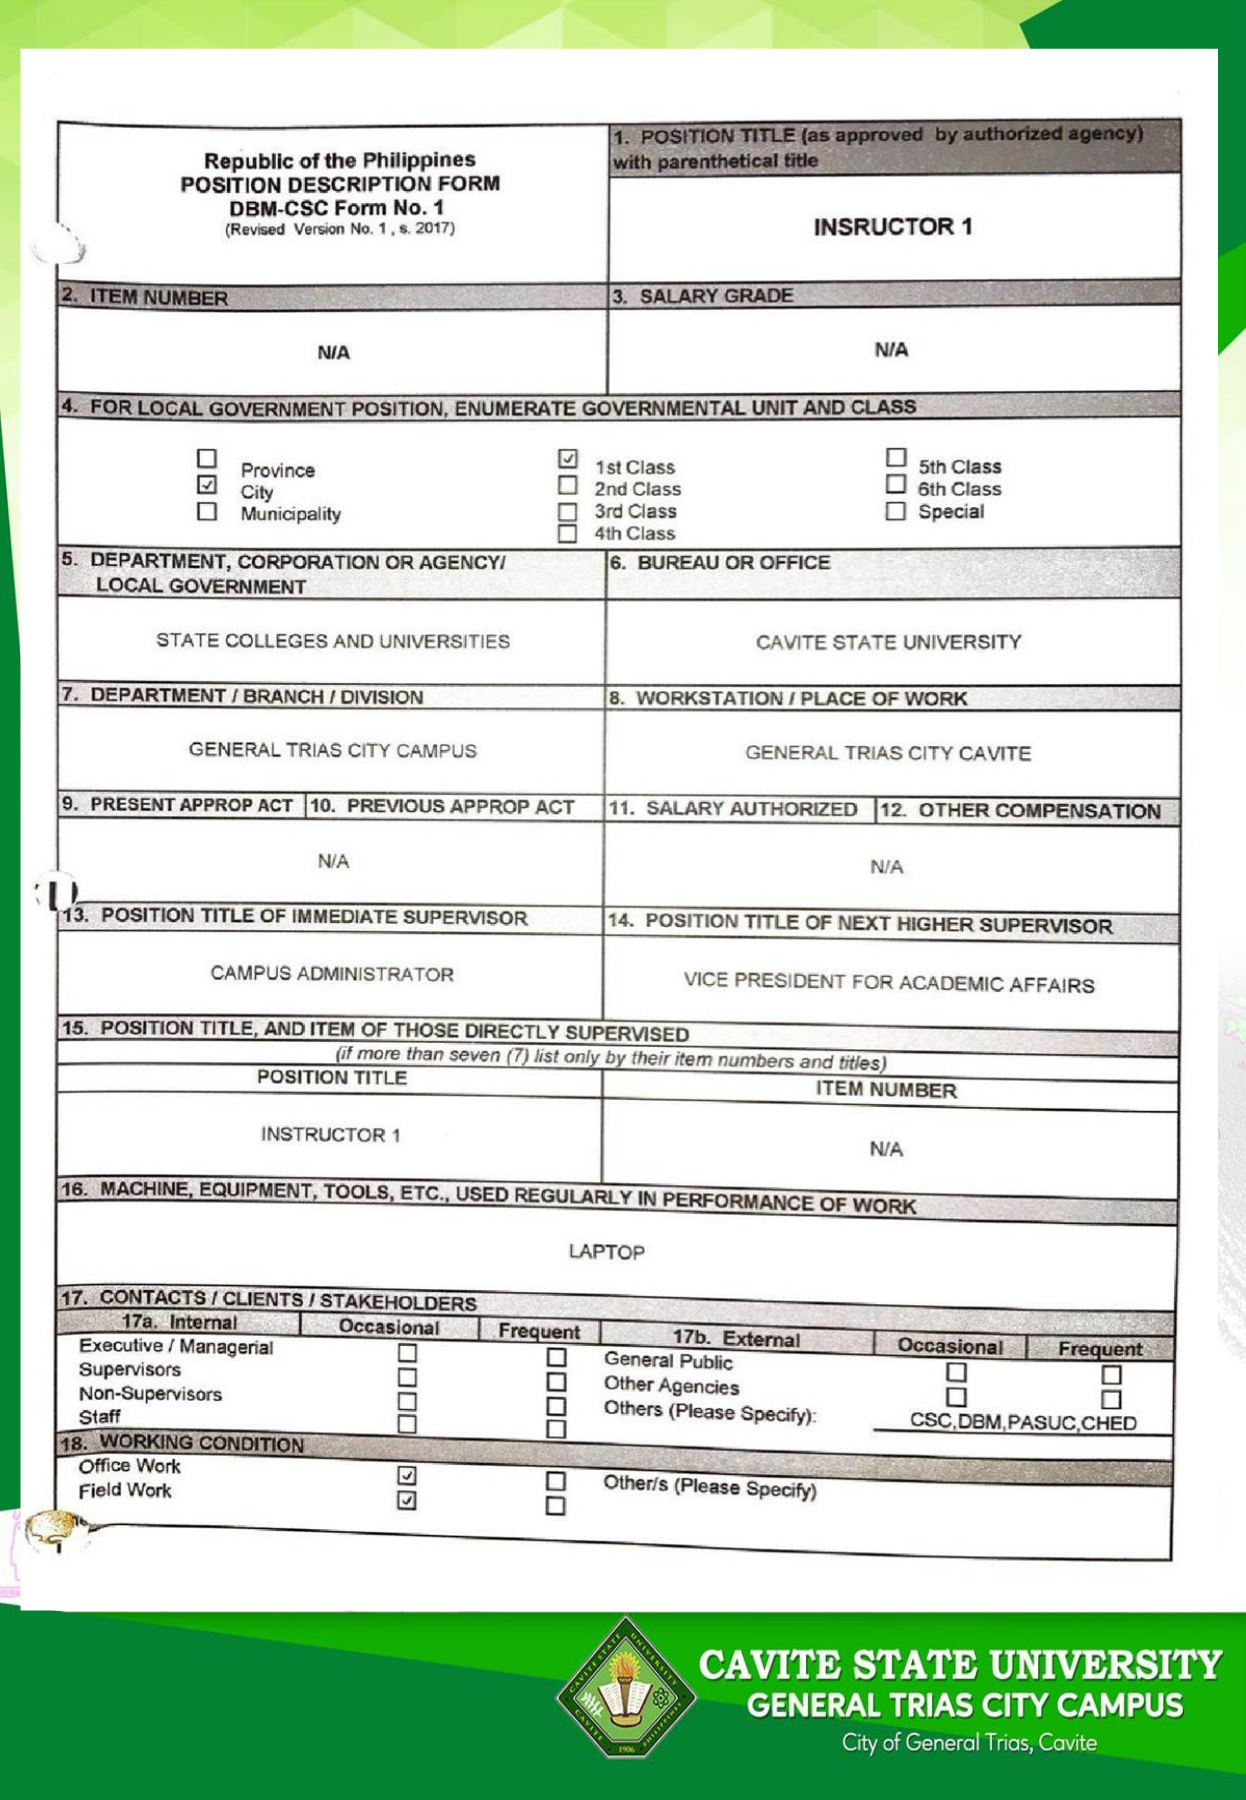 Republic of the Philippines
POSITION DESCRIPTION FORM
DBM-CSC Form No. 1
(Revised Version No. 1 , s. 2017)
1. POSITION TITLE (as approved by authorized agency)
with parenthetical title
INSRUCTOR 1
2. ITEM NUMBER
3. SALARY GRADE
N/A
N/A
4. FOR LOCAL GOVERNMENT POSITION, ENUMERATE GOVERNMENTAL UNIT AND CLASS
Province
City
Municipality
1st Class
2nd Class
3rd Class
4th Class
5th Class
6th Class
Special
5. DEPARTMENT, CORPORATION OR AGENCY/
LOCAL GOVERNMENT
6. BUREAU OR OFFICE
STATE COLLEGES AND UNIVERSITIES
CAVITE STATE UNIVERSITY
7. DEPARTMENT / BRANCH / DIVISION
8. WORKSTATION / PLACE OF WORK
GENERAL TRIAS CITY CAMPUS
GENERAL TRIAS CITY CAVITE
9. PRESENT APPROP ACT
10. PREVIOUS APPROP ACT
11. SALARY AUTHORIZED
12. OTHER COMPENSATION
N/A
N/A
13. POSITION TITLE OF IMMEDIATE SUPERVISOR
14. POSITION TITLE OF NEXT HIGHER SUPERVISOR
CAMPUS ADMINISTRATOR
VICE PRESIDENT FOR ACADEMIC AFFAIRS
15. POSITION TITLE, AND ITEM OF THOSE DIRECTLY SUPERVISED
(if more than seven (7) list only by their item numbers and titles)
POSITION TITLE
ITEM NUMBER
INSTRUCTOR 1
N/A
16. MACHINE, EQUIPMENT, TOOLS, ETC., USED REGULARLY IN PERFORMANCE OF WORK
LAPTOP
17. CONTACTS / CLIENTS / STAKEHOLDERS
17a. Internal
Occasional
Frequent
17b. External
Occasional
Frequent
Executive / Managerial
Supervisors
Non-Supervisors
Staff
General Public
Other Agencies
Others (Please Specify):
CSC,DBM,PASUC,CHED
18. WORKING CONDITION
Office Work
Field Work
Other/s (Please Specify)
CAVITE STATE UNIVERSITY
CAVITE
PHILIPPINES
1906
CAVITE STATE UNIVERSITY
GENERAL TRIAS CITY CAMPUS
City of General Trias, Cavite